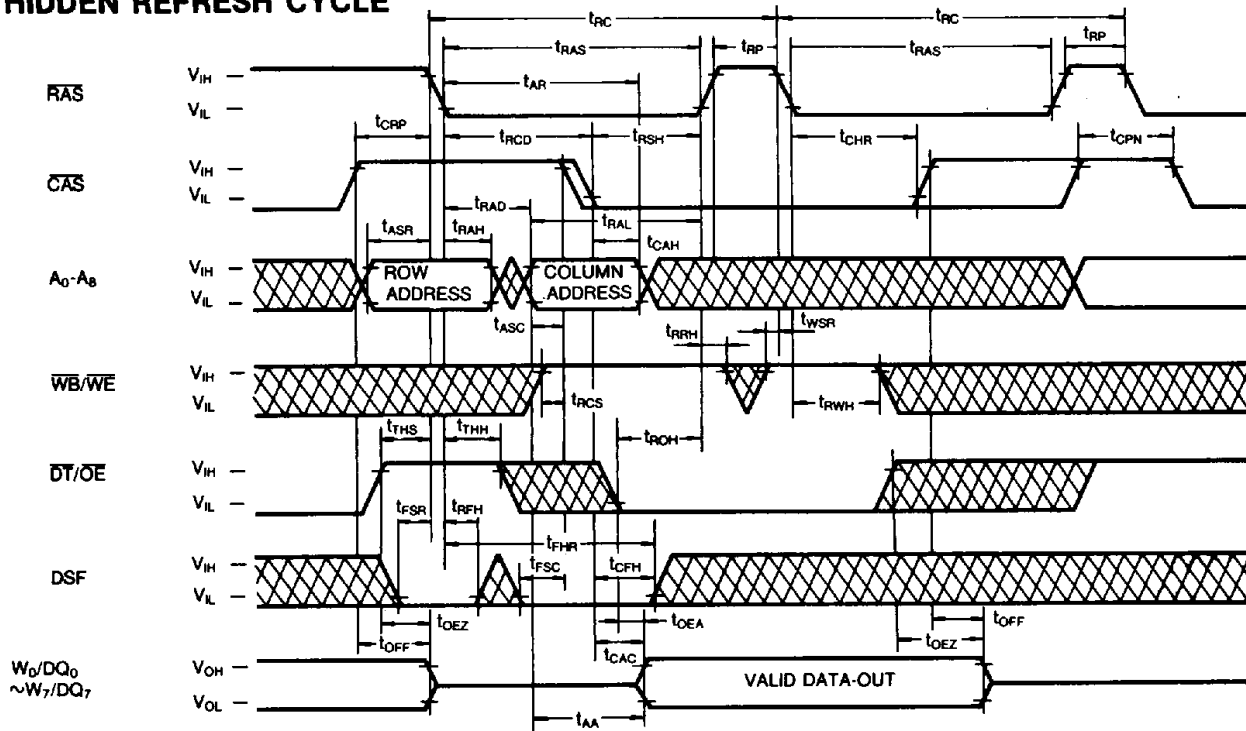 HIDDEN REFRESH CYCLE
tRC tRC
tRAS tRP tRAS tRP
tAR
RAS VIH
VIL
tCRP tRCD tRSH tCHR tCPN
CAS VIH
VIL
tRAD tRAL
tASR tRAH tCAH
A0-A8 VIH
VIL
ROW ADDRESS
COLUMN ADDRESS
tASC tRRH tWSR
WB/WE VIH
VIL
tRCS tRWH
tTHS tTHH tROH
DT/OE VIH
VIL
tFSR tRFH
tFHR
DSF VIH
VIL
tFSC tCFH
tOEZ tOEA tOFF
tOFF tCAC tOEZ
W0/DQ0
~W7/DQ7
VOH
VOL
VALID DATA-OUT
tAA